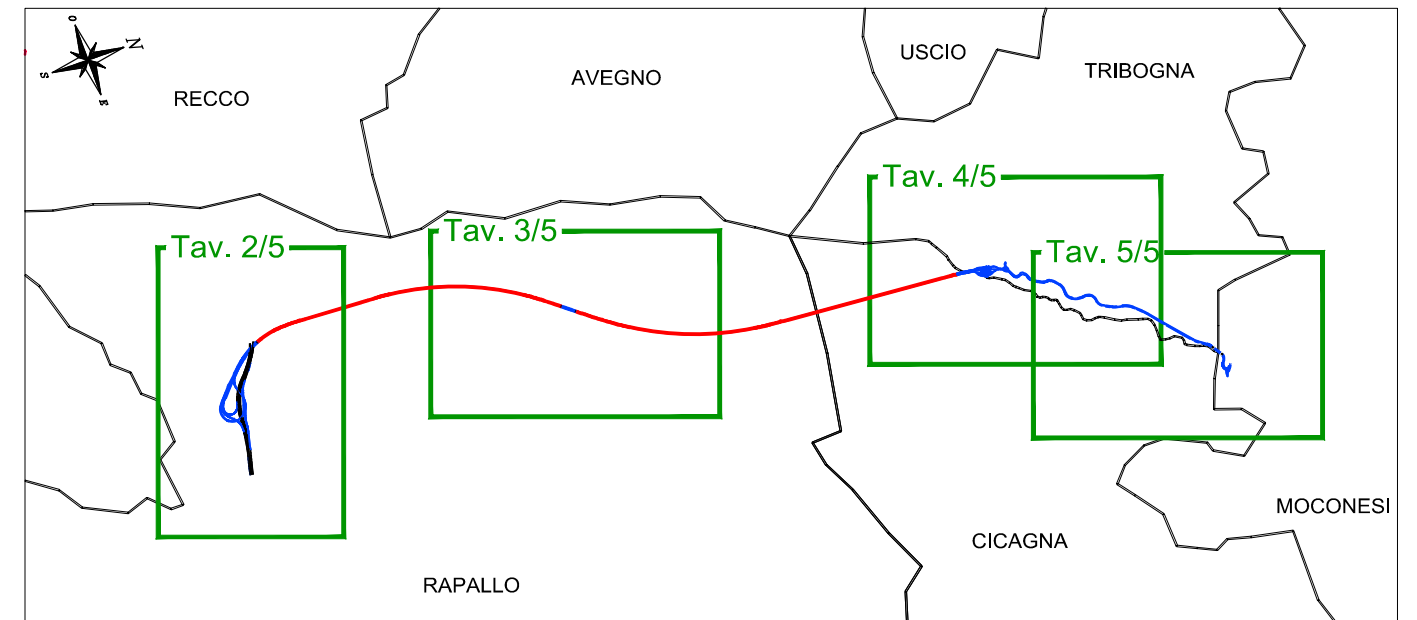 O
N
S
E
RECCO
AVEGNO
USCIO
TRIBOGNA
Tav. 2/5
Tav. 3/5
Tav. 4/5
Tav. 5/5
MOCONESI
CICAGNA
RAPALLO